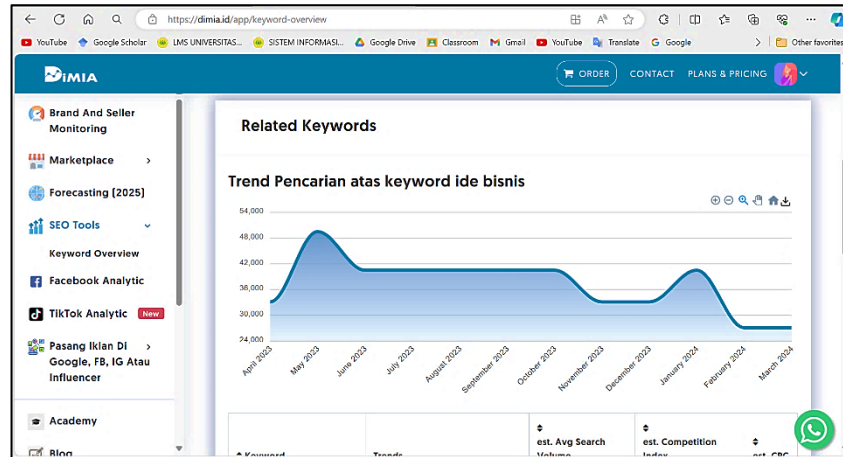 https://dimia.id/app/keyword-overview
YouTube Google Scholar LMS UNIVERSITAS... SISTEM INFORMASI... Google Drive Classroom Gmail YouTube Translate Google Other favorites
DiMIA
ORDER CONTACT PLANS & PRICING
Brand And Seller
Monitoring
Marketplace
Forecasting [2025]
SEO Tools
Keyword Overview
Facebook Analytic
TikTok Analytic New
Pasang Iklan Di
Google, FB, IG Atau
Influencer
Academy
Blog
Related Keywords
Trend Pencarian atas keyword ide bisnis
54,000
48,000
42,000
36,000
30,000
24,000
April 2023
May 2023
June 2023
July 2023
August 2023
September 2023
October 2023
November 2023
December 2023
January 2024
February 2024
March 2024
Keyword
Trends
est. Avg Search
Volume
est. Competition
Index
est. CPC